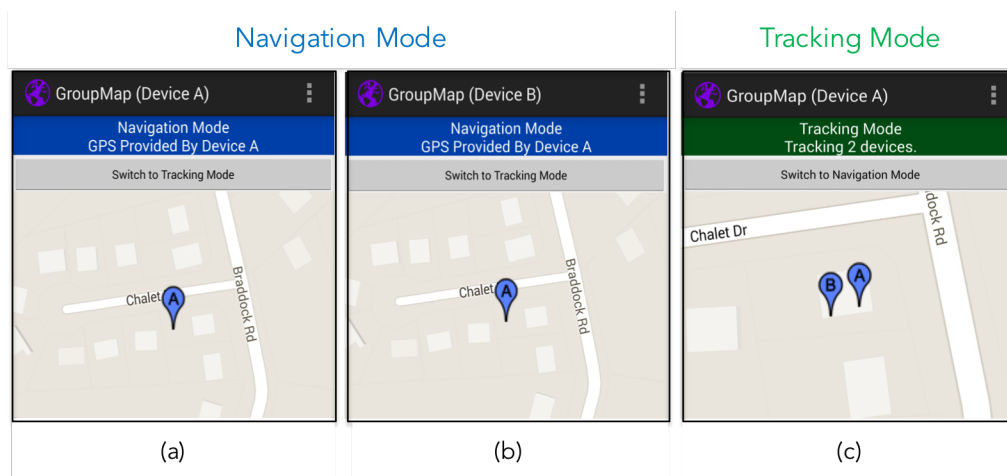 Navigation Mode
Tracking Mode
GroupMap (Device A)
Navigation Mode
GPS Provided By Device A
Switch to Tracking Mode
Chalet
A
Braddock Rd
(a)
GroupMap (Device B)
Navigation Mode
GPS Provided By Device A
Switch to Tracking Mode
Chalet
A
Braddock Rd
(b)
GroupMap (Device A)
Tracking Mode
Tracking 2 devices.
Switch to Navigation Mode
Chalet Dr
dock Rd
B
A
(c)